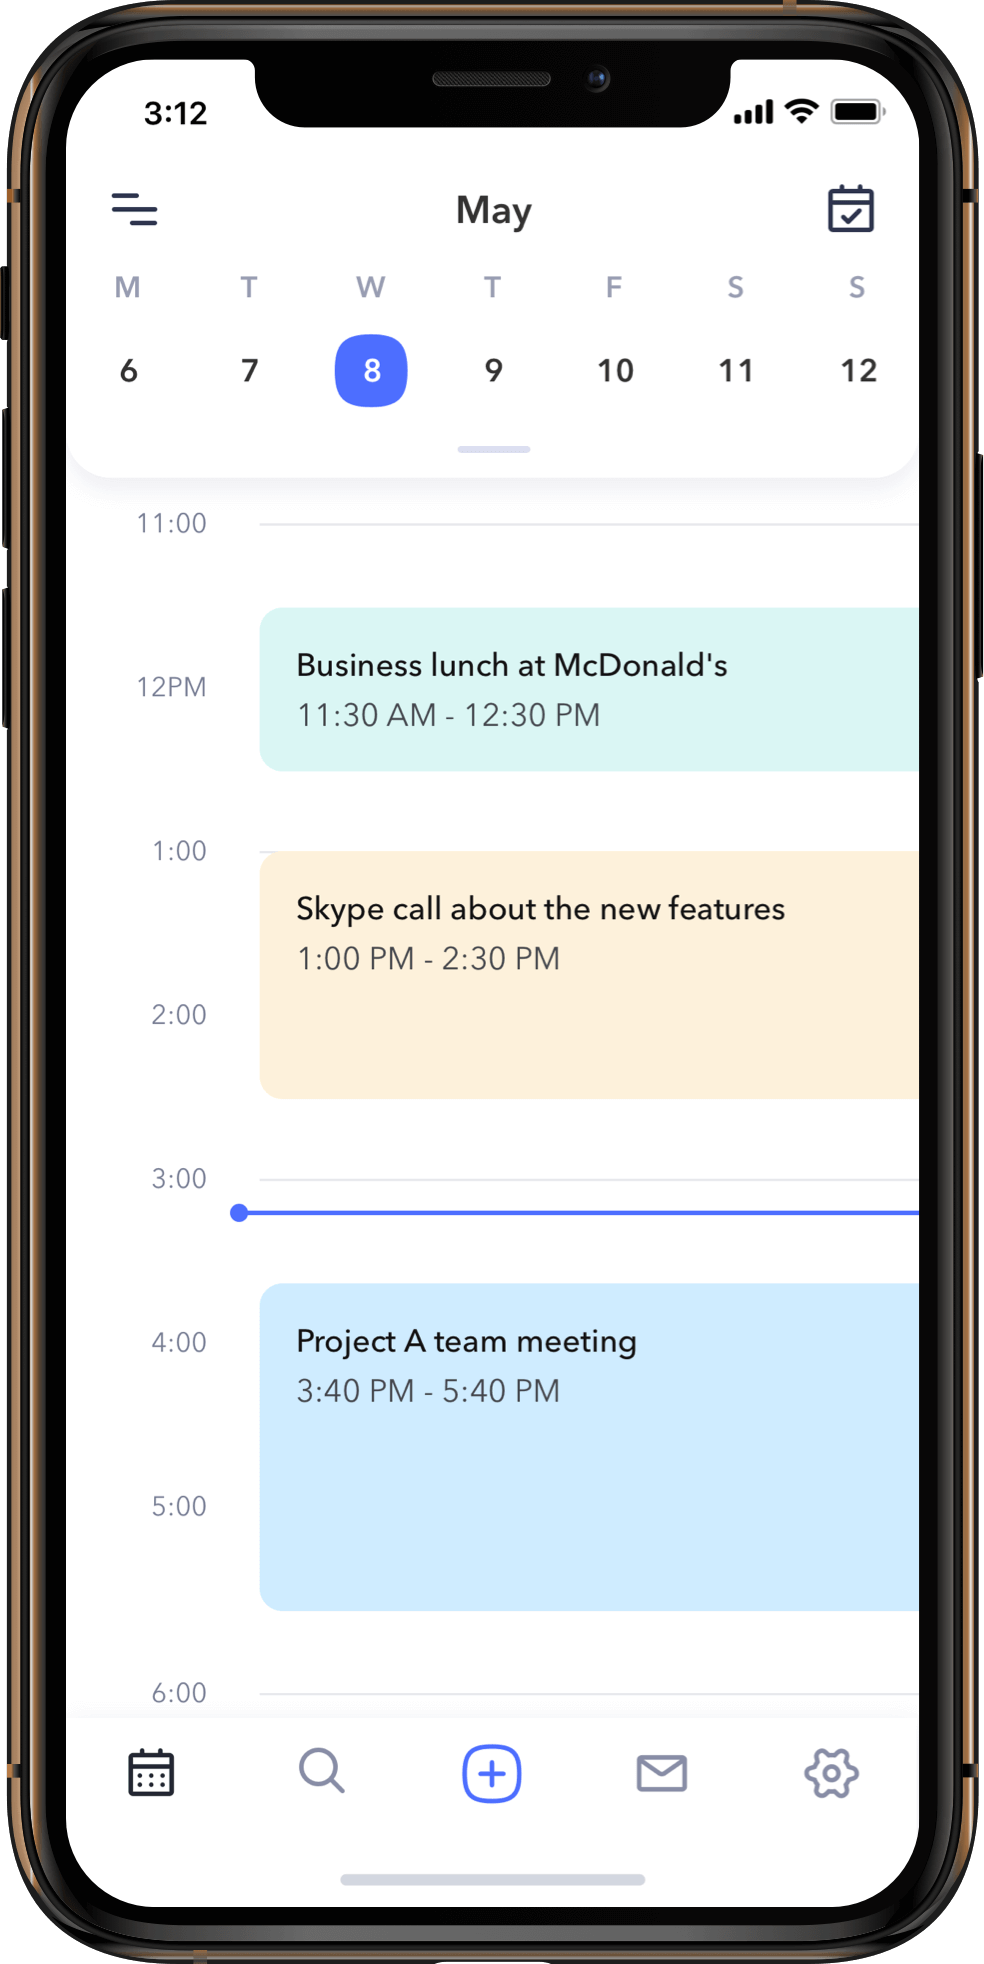 3:12
May
M T W T F S S
6 7 8 9 10 11 12
11:00
Business lunch at McDonald's
12PM
11:30 AM - 12:30 PM
1:00
Skype call about the new features
1:00 PM - 2:30 PM
2:00
3:00
4:00
Project A team meeting
3:40 PM - 5:40 PM
5:00
6:00